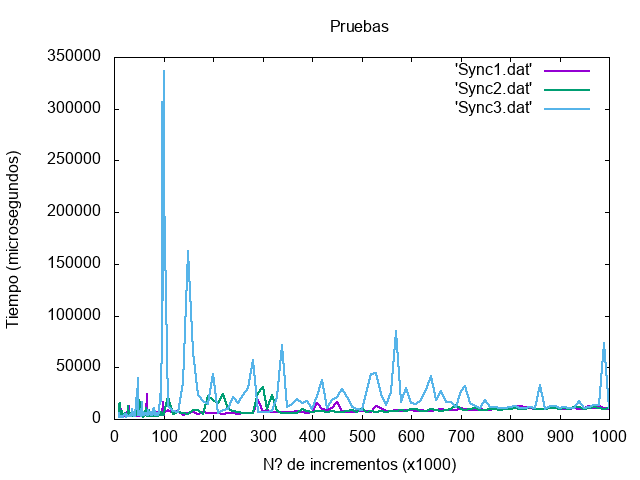 Pruebas
350000
300000
250000
200000
150000
100000
50000
0
Tiempo (microsegundos)
'Sync1.dat'
'Sync2.dat'
'Sync3.dat'
0 100 200 300 400 500 600 700 800 900 1000
N? de incrementos (x1000)